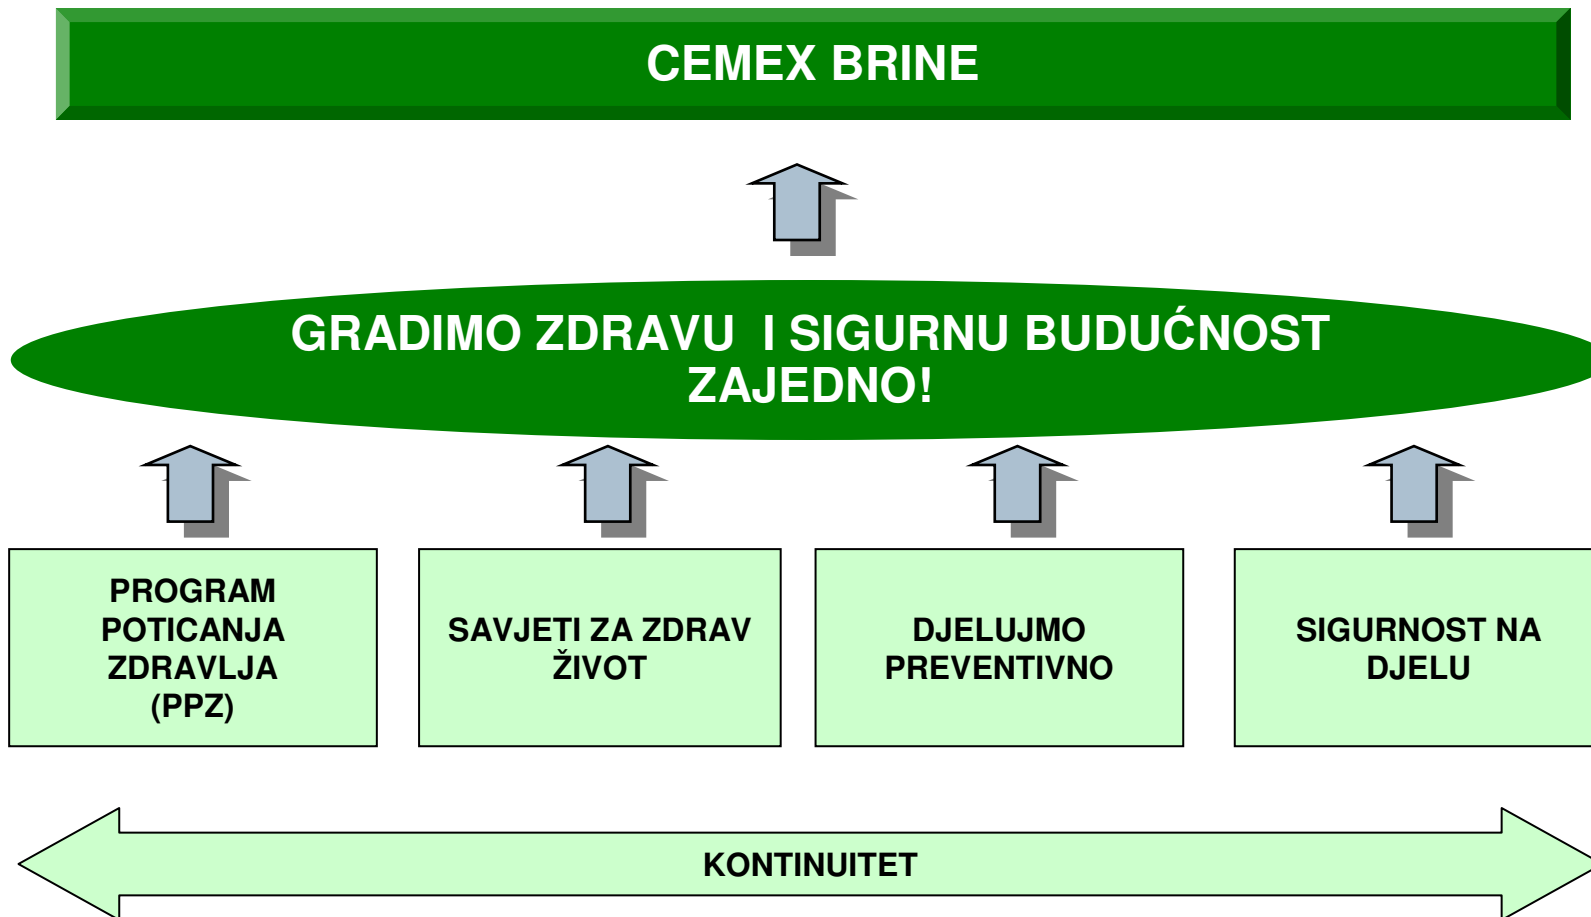 CEMEX BRINE
GRADIMO ZDRAVU  I SIGURNU BUDUĆNOST
ZAJEDNO!
PROGRAM
POTICANJA
ZDRAVLJA
(PPZ)
SAVJETI ZA ZDRAV
ŽIVOT
DJELUJMO
PREVENTIVNO
SIGURNOST NA
DJELU
KONTINUITET